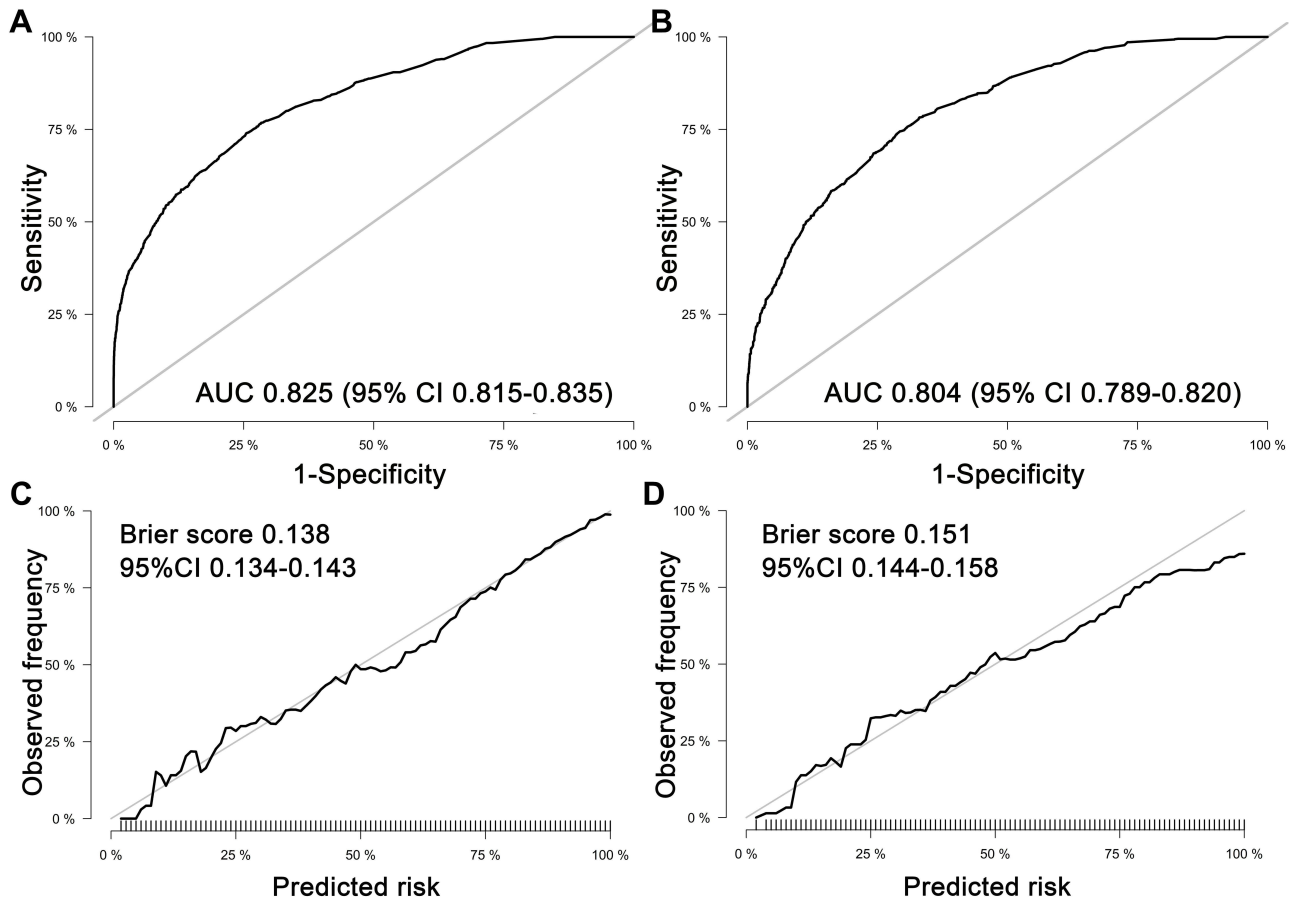 A
100 %
75 %
50 %
25 %
0 %
Sensitivity
AUC 0.825 (95% CI 0.815-0.835)
0 %
25 %
50 %
75 %
100 %
1-Specificity
B
100 %
75 %
50 %
25 %
0 %
Sensitivity
AUC 0.804 (95% CI 0.789-0.820)
0 %
25 %
50 %
75 %
100 %
1-Specificity
C
100 %
75 %
50 %
25 %
0 %
Observed frequency
Brier score 0.138
95%CI 0.134-0.143
0 %
25 %
50 %
75 %
100 %
Predicted risk
D
100 %
75 %
50 %
25 %
0 %
Observed frequency
Brier score 0.151
95%CI 0.144-0.158
0 %
25 %
50 %
75 %
100 %
Predicted risk